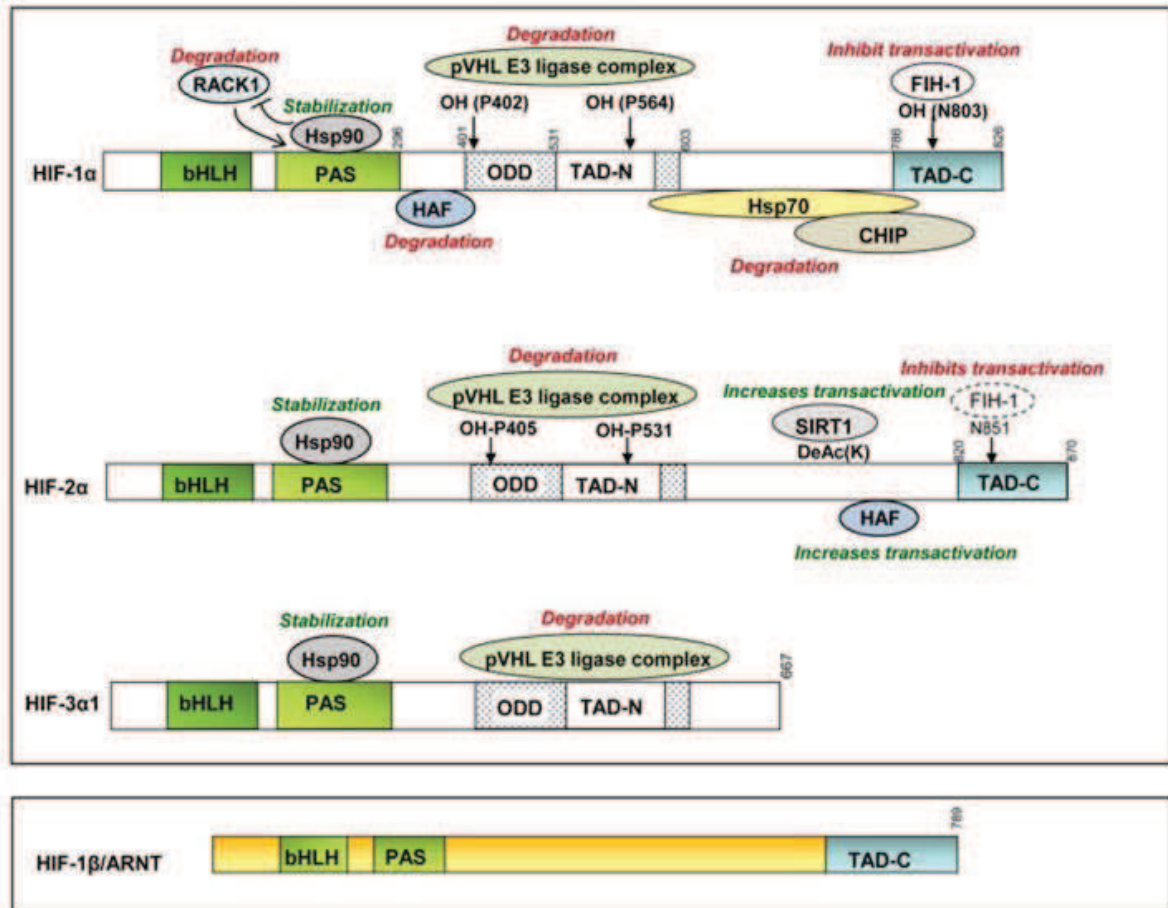 Degradation
RACK1
Stabilization
Hsp90
Degradation
pVHL E3 ligase complex
OH (P402)
OH (P564)
Inhibit transactivation
FIH-1
OH (N803)
296
401
531
603
786
826
HIF-1α
bHLH
PAS
ODD
TAD-N
TAD-C
HAF
Degradation
Hsp70
CHIP
Degradation
Degradation
pVHL E3 ligase complex
Stabilization
Hsp90
OH-P405
OH-P531
Increases transactivation
SIRT1
DeAc(K)
Inhibits transactivation
FIH-1
N851
820
870
HIF-2α
bHLH
PAS
ODD
TAD-N
TAD-C
HAF
Increases transactivation
Stabilization
Hsp90
Degradation
pVHL E3 ligase complex
667
HIF-3α1
bHLH
PAS
ODD
TAD-N
789
HIF-1β/ARNT
bHLH
PAS
TAD-C